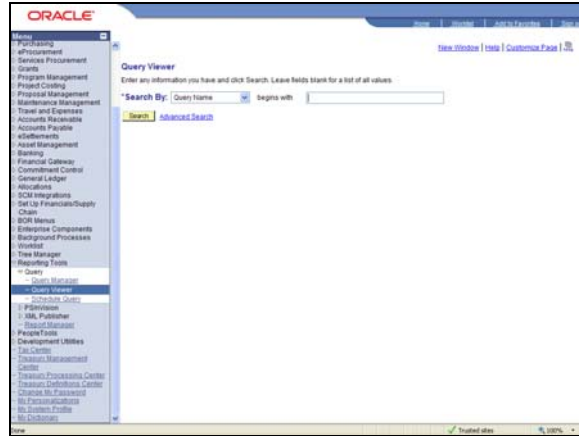 ORACLE
Home | Worklist | Add to Favorites | Sign out
Menu
Purchasing
eProcurement
Services Procurement
Grants
Program Management
Project Costing
Proposal Management
Maintenance Management
Travel and Expenses
Accounts Receivable
Accounts Payable
eSettlements
Asset Management
Banking
Financial Gateway
Commitment Control
General Ledger
Allocations
SCM Integrations
Set Up Financials/Supply
Chain
BOR Menus
Enterprise Components
Background Processes
Worklist
Tree Manager
Reporting Tools
Query
Query Manager
Query Viewer
Schedule Query
PS/nVision
XML Publisher
Report Manager
PeopleTools
Development Utilities
Tax Center
Treasury Management
Center
Treasury Processing Center
Treasury Definitions Center
Change My Password
My Personalizations
My System Profile
My Dictionary
New Window | Help | Customize Page |
Query Viewer
Enter any information you have and click Search. Leave fields blank for a list of all values.
*Search By: Query Name begins with
Search Advanced Search
Done Trusted sites 100%